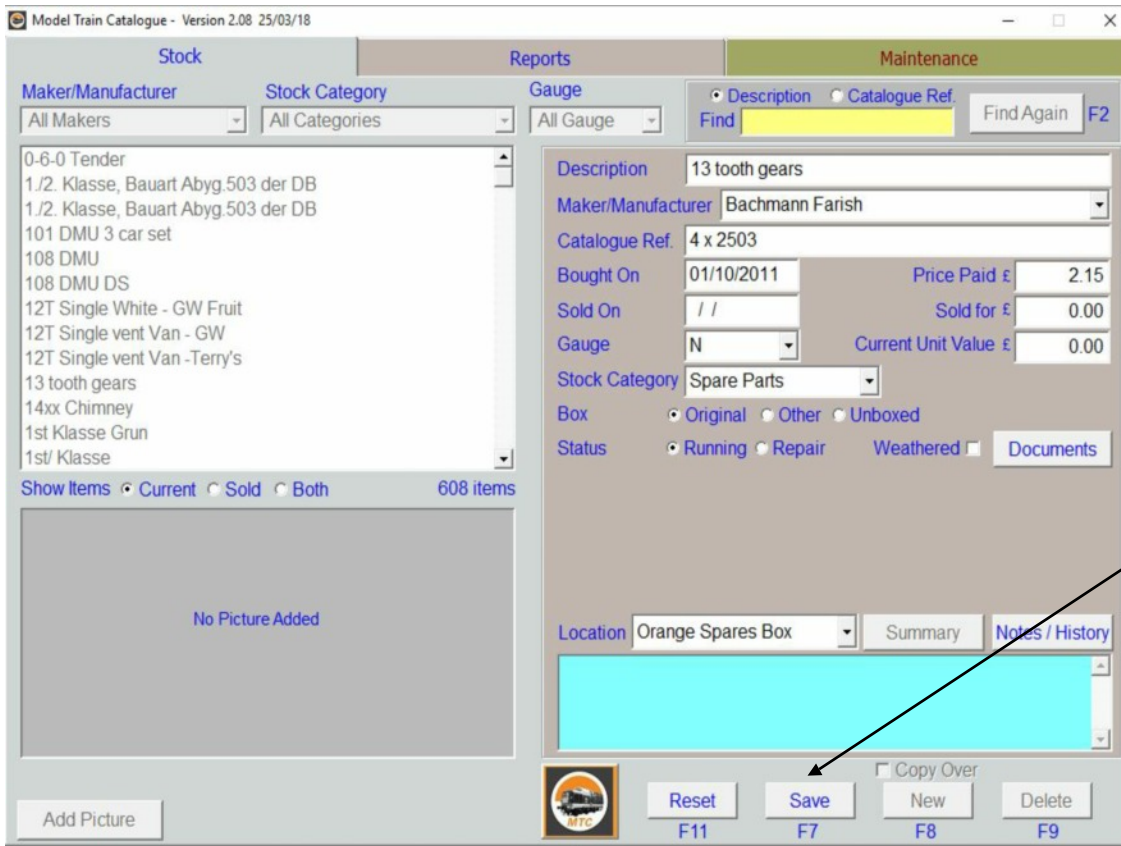 Model Train Catalogue - Version 2.08 25/03/18
Stock
Reports
Maintenance
Maker/Manufacturer
Stock Category
Gauge
All Makers
All Categories
All Gauge
Description
Catalogue Ref.
Find
Find Again
F2
0-6-0 Tender
1./2. Klasse, Bauart Abyg.503 der DB
1./2. Klasse, Bauart Abyg.503 der DB
101 DMU 3 car set
108 DMU
108 DMU DS
12T Single White - GW Fruit
12T Single vent Van - GW
12T Single vent Van -Terry's
13 tooth gears
14xx Chimney
1st Klasse Grun
1st/ Klasse
Show Items Current Sold Both 608 items
No Picture Added
Add Picture
Description 13 tooth gears
Maker/Manufacturer Bachmann Farish
Catalogue Ref. 4 x 2503
Bought On 01/10/2011 Price Paid £ 2.15
Sold On / / Sold for £ 0.00
Gauge N Current Unit Value £ 0.00
Stock Category Spare Parts
Box Original Other Unboxed
Status Running Repair Weathered Documents
Location Orange Spares Box Summary Notes / History
Copy Over
MTC
Reset Save New Delete
F11 F7 F8 F9